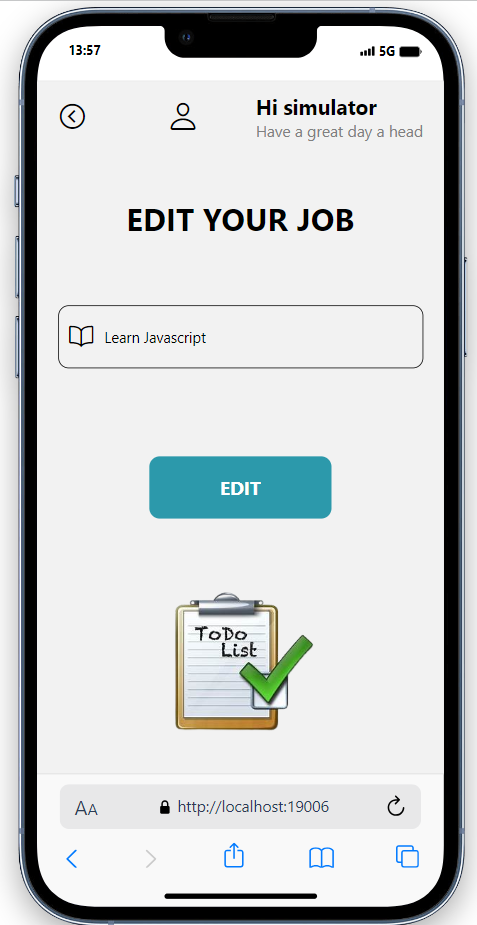 13:57
5G
Hi simulator
Have a great day a head
EDIT YOUR JOB
Learn Javascript
EDIT
ToDo
List
AA
http://localhost:19006